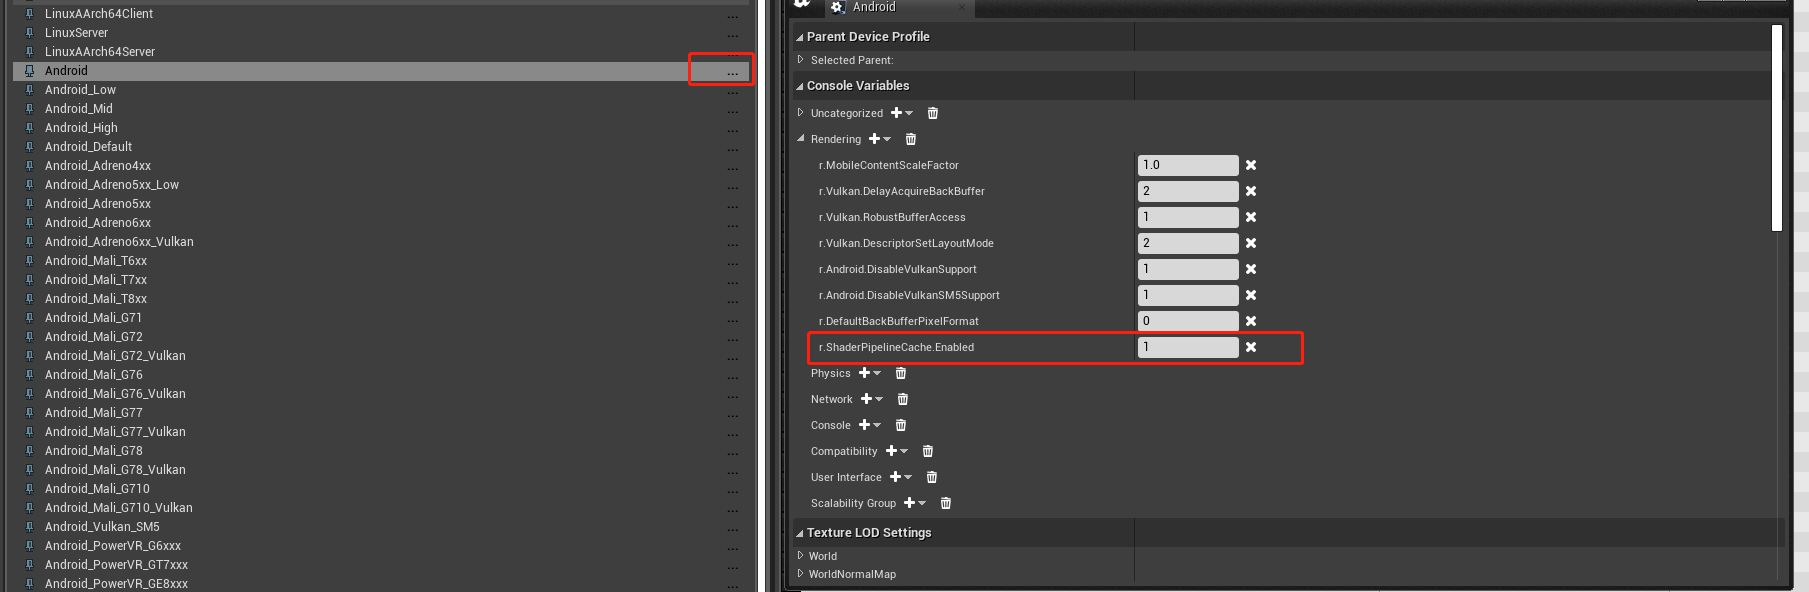 LinuxAArch64Client
LinuxServer
LinuxAArch64Server
Android
Android_Low
Android_Mid
Android_High
Android_Default
Android_Adreno4xx
Android_Adreno5xx_Low
Android_Adreno5xx
Android_Adreno6xx
Android_Adreno6xx_Vulkan
Android_Mali_T6xx
Android_Mali_T7xx
Android_Mali_T8xx
Android_Mali_G71
Android_Mali_G72
Android_Mali_G72_Vulkan
Android_Mali_G76
Android_Mali_G76_Vulkan
Android_Mali_G77
Android_Mali_G77_Vulkan
Android_Mali_G78
Android_Mali_G78_Vulkan
Android_Mali_G710
Android_Mali_G710_Vulkan
Android_Vulkan_SM5
Android_PowerVR_G6xxx
Android_PowerVR_GT7xxx
Android_PowerVR_GE8xxx
Android
Parent Device Profile
Selected Parent:
Console Variables
Uncategorized
Rendering
r.MobileContentScaleFactor 1.0
r.Vulkan.DelayAcquireBackBuffer 2
r.Vulkan.RobustBufferAccess 1
r.Vulkan.DescriptorSetLayoutMode 2
r.Android.DisableVulkanSupport 1
r.Android.DisableVulkanSM5Support 1
r.DefaultBackBufferPixelFormat 0
r.ShaderPipelineCache.Enabled 1
Physics
Network
Console
Compatibility
User Interface
Scalability Group
Texture LOD Settings
World
WorldNormalMap